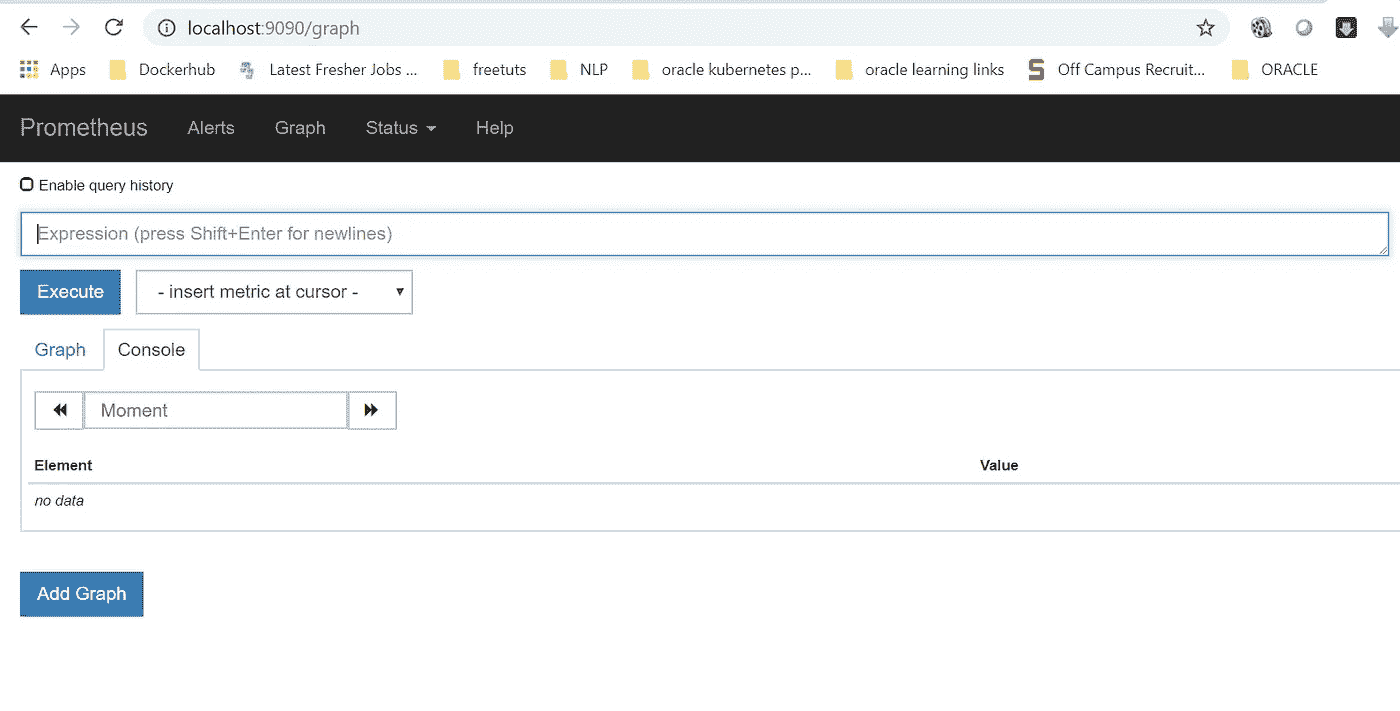 localhost:9090/graph
Apps Dockerhub Latest Fresher Jobs ... freetuts NLP oracle kubernetes p... oracle learning links Off Campus Recruit... ORACLE
Prometheus Alerts Graph Status Help
Enable query history
Expression (press Shift+Enter for newlines)
Execute - insert metric at cursor -
Graph Console
Moment
Element Value
no data
Add Graph